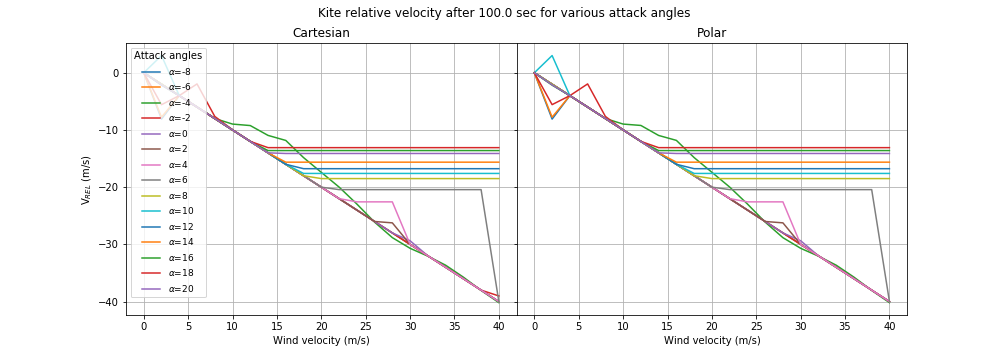 Kite relative velocity after 100.0 sec for various attack angles
Cartesian
Polar
Attack angles
α=-8
α=-6
α=-4
α=-2
α=0
α=2
α=4
α=6
α=8
α=10
α=12
α=14
α=16
α=18
α=20
V_REL (m/s)
0
−10
−20
−30
−40
0 5 10 15 20 25 30 35 40
0 5 10 15 20 25 30 35 40
Wind velocity (m/s)
Wind velocity (m/s)